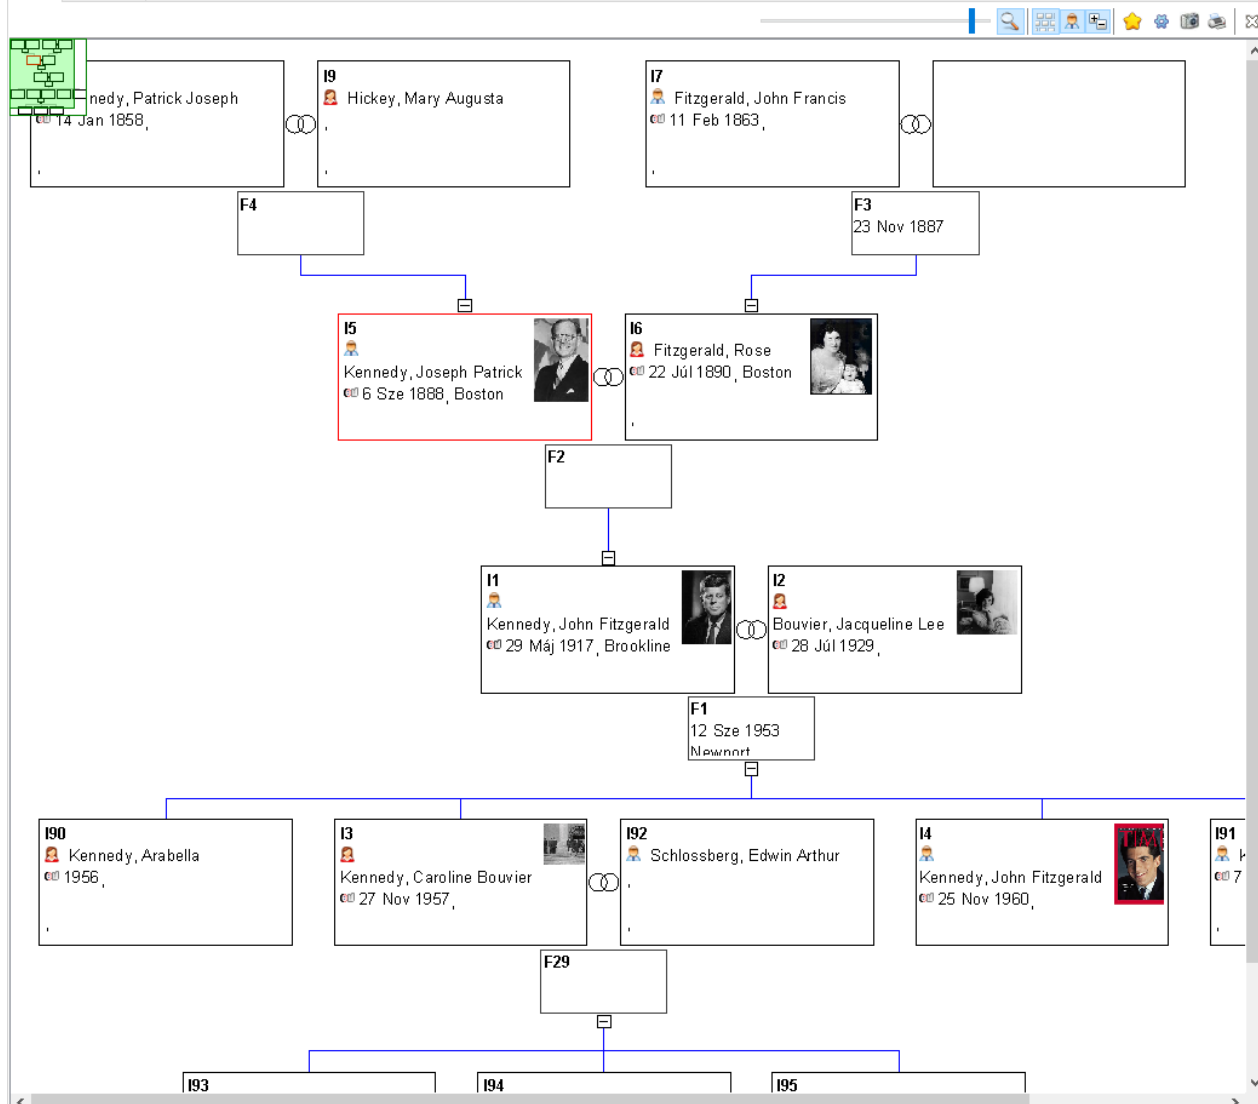 nedy, Patrick Joseph
14 Jan 1858,
,
I9
Hickey, Mary Augusta
,
,
I7
Fitzgerald, John Francis
11 Feb 1863,
,
F4
F3
23 Nov 1887
I5
Kennedy, Joseph Patrick
6 Sze 1888, Boston
I6
Fitzgerald, Rose
22 Júl 1890, Boston
,
F2
I1
Kennedy, John Fitzgerald
29 Máj 1917, Brookline
I2
Bouvier, Jacqueline Lee
28 Júl 1929,
F1
12 Sze 1953
Newport
I90
Kennedy, Arabella
1956,
,
I3
Kennedy, Caroline Bouvier
27 Nov 1957,
I92
Schlossberg, Edwin Arthur
,
,
I4
Kennedy, John Fitzgerald
25 Nov 1960,
TIME
I91
K
7
,
F29
I93
I94
I95